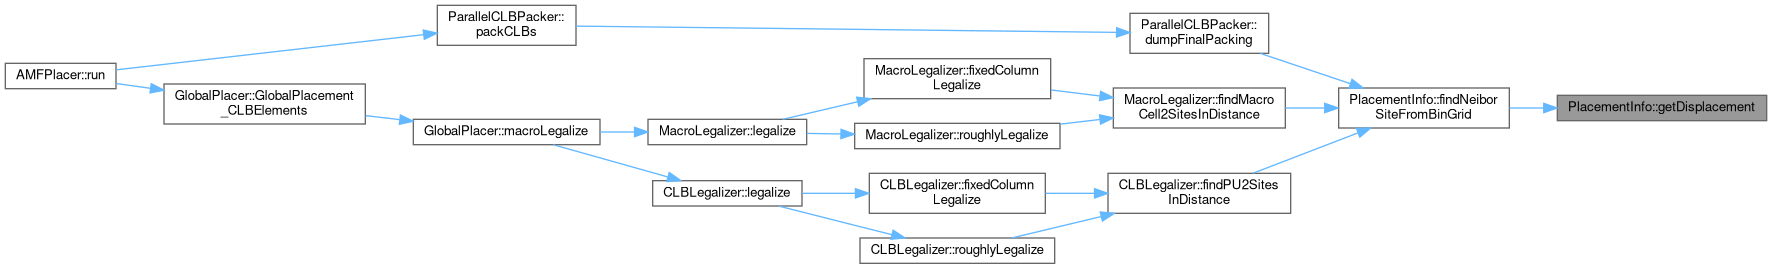 AMFPlacer::run
ParallelCLBPacker::
packCLBs
GlobalPlacer::GlobalPlacement
_CLBElements
GlobalPlacer::macroLegalize
MacroLegalizer::legalize
CLBLegalizer::legalize
MacroLegalizer::fixedColumn
Legalize
MacroLegalizer::roughlyLegalize
CLBLegalizer::fixedColumn
Legalize
CLBLegalizer::roughlyLegalize
ParallelCLBPacker::
dumpFinalPacking
MacroLegalizer::findMacro
Cell2SitesInDistance
CLBLegalizer::findPU2Sites
InDistance
PlacementInfo::findNeibor
SiteFromBinGrid
PlacementInfo::getDisplacement